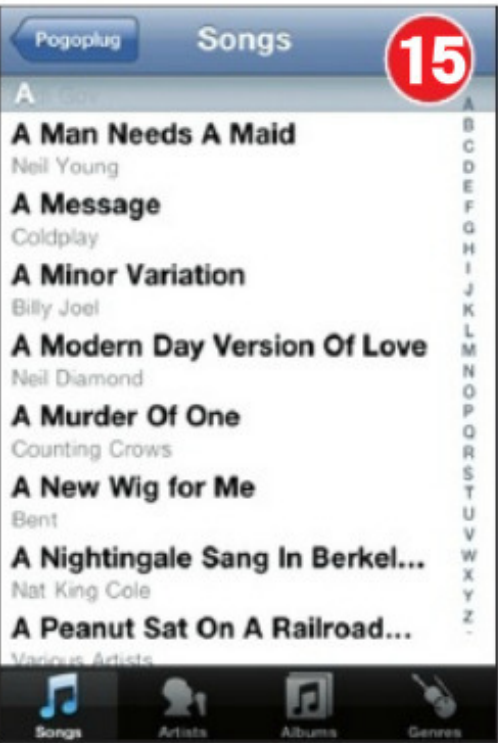 Pogoplug
Songs
15
A
A Man Needs A Maid
Neil Young
A Message
Coldplay
A Minor Variation
Billy Joel
A Modern Day Version Of Love
Neil Diamond
A Murder Of One
Counting Crows
A New Wig for Me
Bent
A Nightingale Sang In Berkel...
Nat King Cole
A Peanut Sat On A Railroad...
Various Artists
A
B
C
D
E
F
G
H
I
J
K
L
M
N
O
P
Q
R
S
T
U
V
W
X
Y
Z
Songs
Artists
Albums
Genres